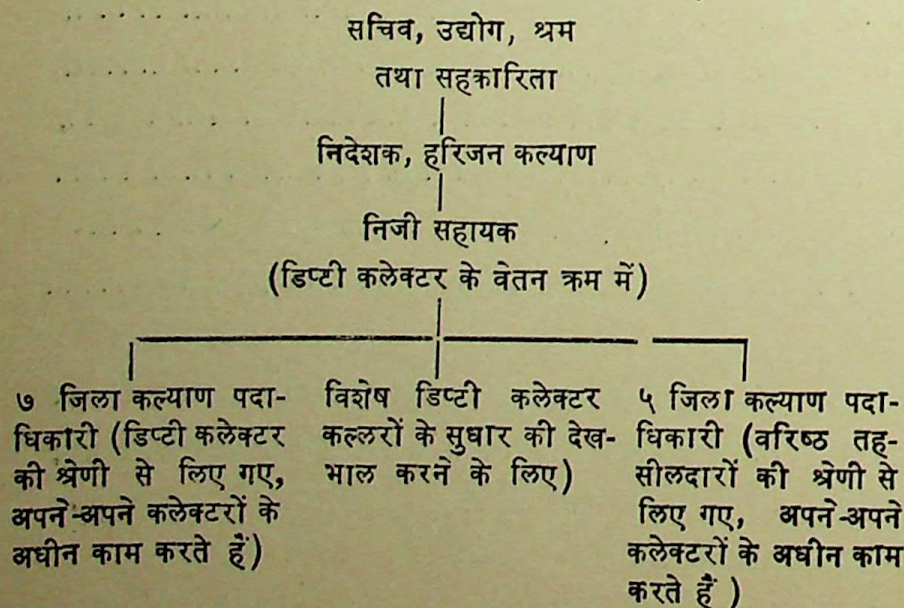 सचिव, उद्योग, श्रम
तथा सहकारिता
निदेशक, हरिजन कल्याण
निजी सहायक
(डिप्टी कलेक्टर के वेतन क्रम में)
७ जिला कल्याण पदा-
धिकारी (डिप्टी कलेक्टर
की श्रेणी से लिए गए,
अपने-अपने कलेक्टरों के
अधीन काम करते हैं)
विशेष डिप्टी कलेक्टर
कल्लरों के सुधार की देख-
भाल करने के लिए)
५ जिला कल्याण पदा-
धिकारी (वरिष्ठ तह-
सीलदारों की श्रेणी से
लिए गए, अपने-अपने
कलेक्टरों के अधीन काम
करते हैं )